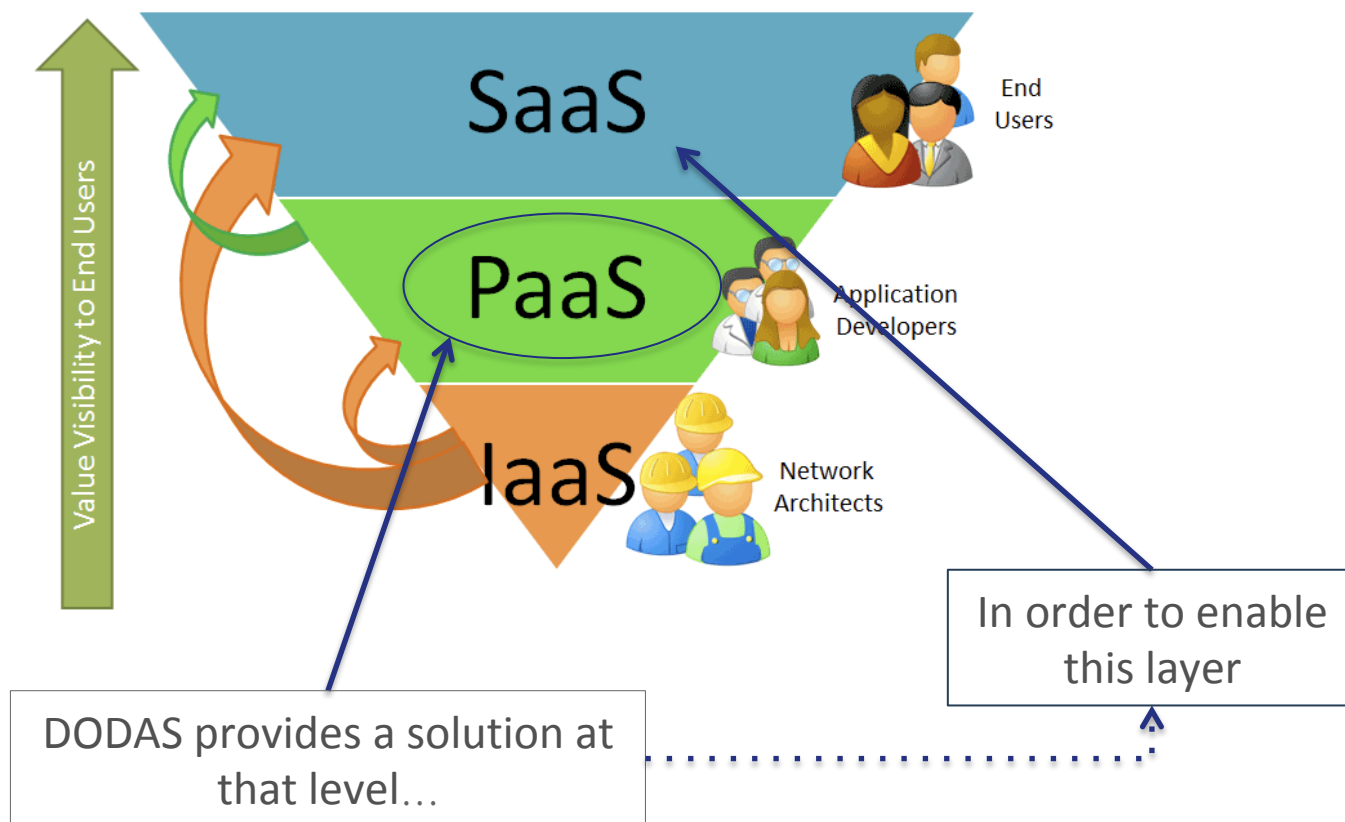 Value Visibility to End Users
SaaS
End
Users
PaaS
Application
Developers
IaaS
Network
Architects
In order to enable
this layer
DODAS provides a solution at
that level…